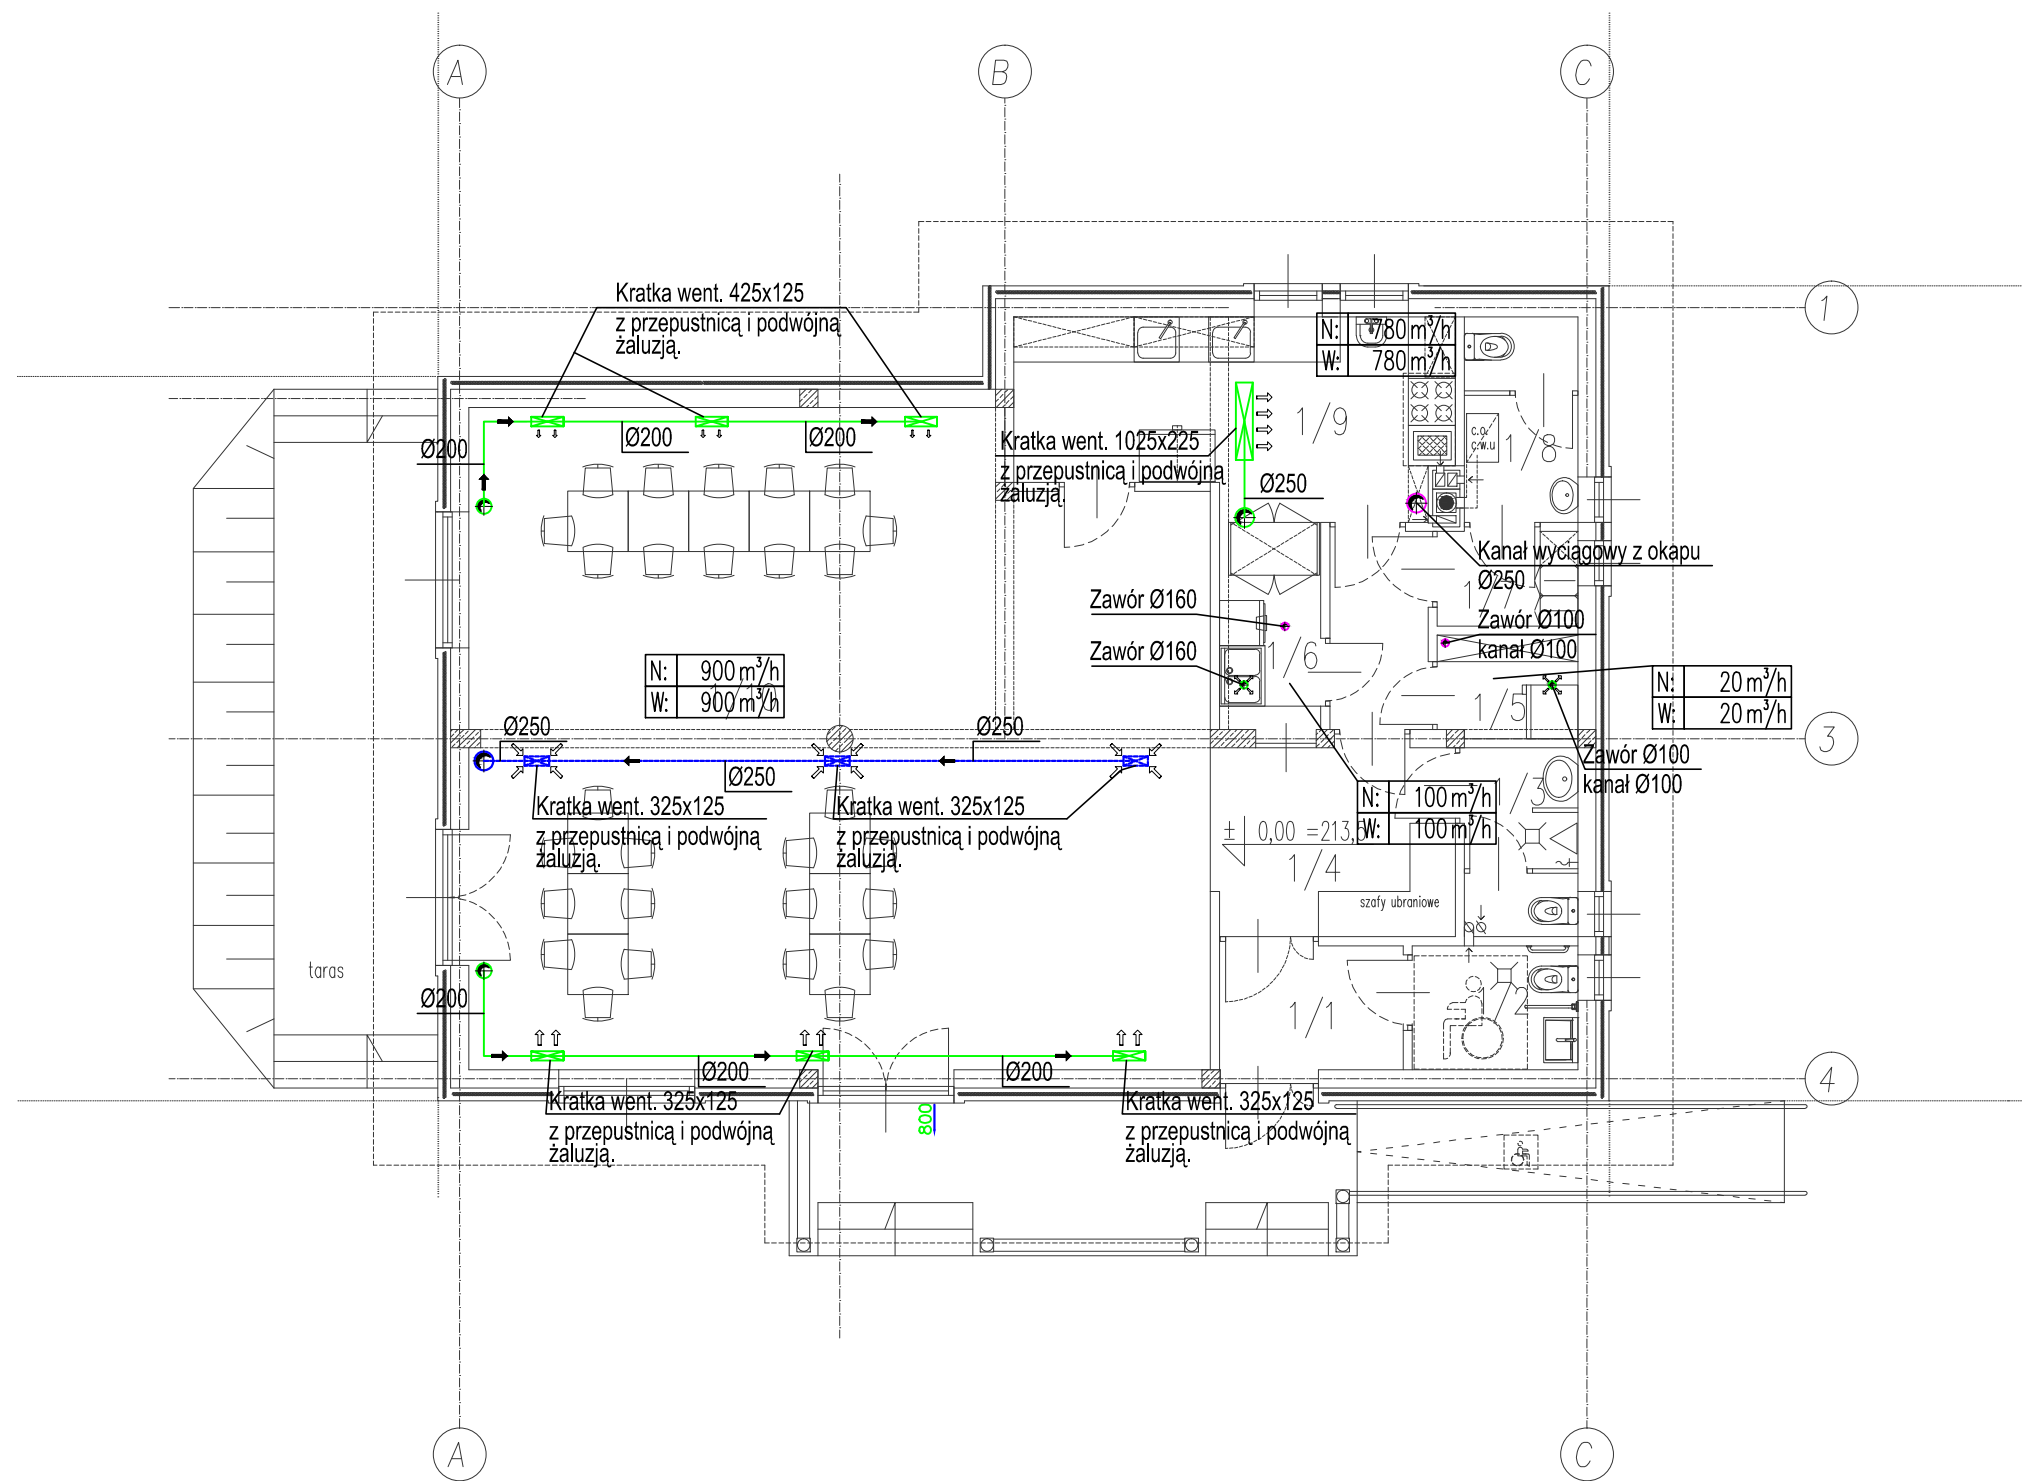 A
B
C
1
Kratka went. 425x125
z przepustnicą i podwójną
żaluzją.
N: 780 m³/h
W: 780 m³/h
1/9
Ø200
Ø200
Ø200
Kratka went. 1025x225
z przepustnicą i podwójną
żaluzją.
c.o.
c.w.u
1/8
Ø250
Kanał wyciągowy z okapu
Ø250
Zawór Ø160
Zawór Ø100
kanał Ø100
Zawór Ø160
1/6
N: 900 m³/h
W: 900 m³/h
N: 20 m³/h
W: 20 m³/h
1/5
Ø250
Ø250
3
Zawór Ø100
kanał Ø100
Ø250
Kratka went. 325x125
z przepustnicą i podwójną
żaluzją.
Kratka went. 325x125
z przepustnicą i podwójną
żaluzją.
N: 100 m³/h
W: 100 m³/h
1/3
± 0,00 =213,
1/4
szafy ubraniowe
taras
Ø200
1/1
Ø200
Ø200
4
Kratka went. 325x125
z przepustnicą i podwójną
żaluzją.
800
Kratka went. 325x125
z przepustnicą i podwójną
żaluzją.
A
C